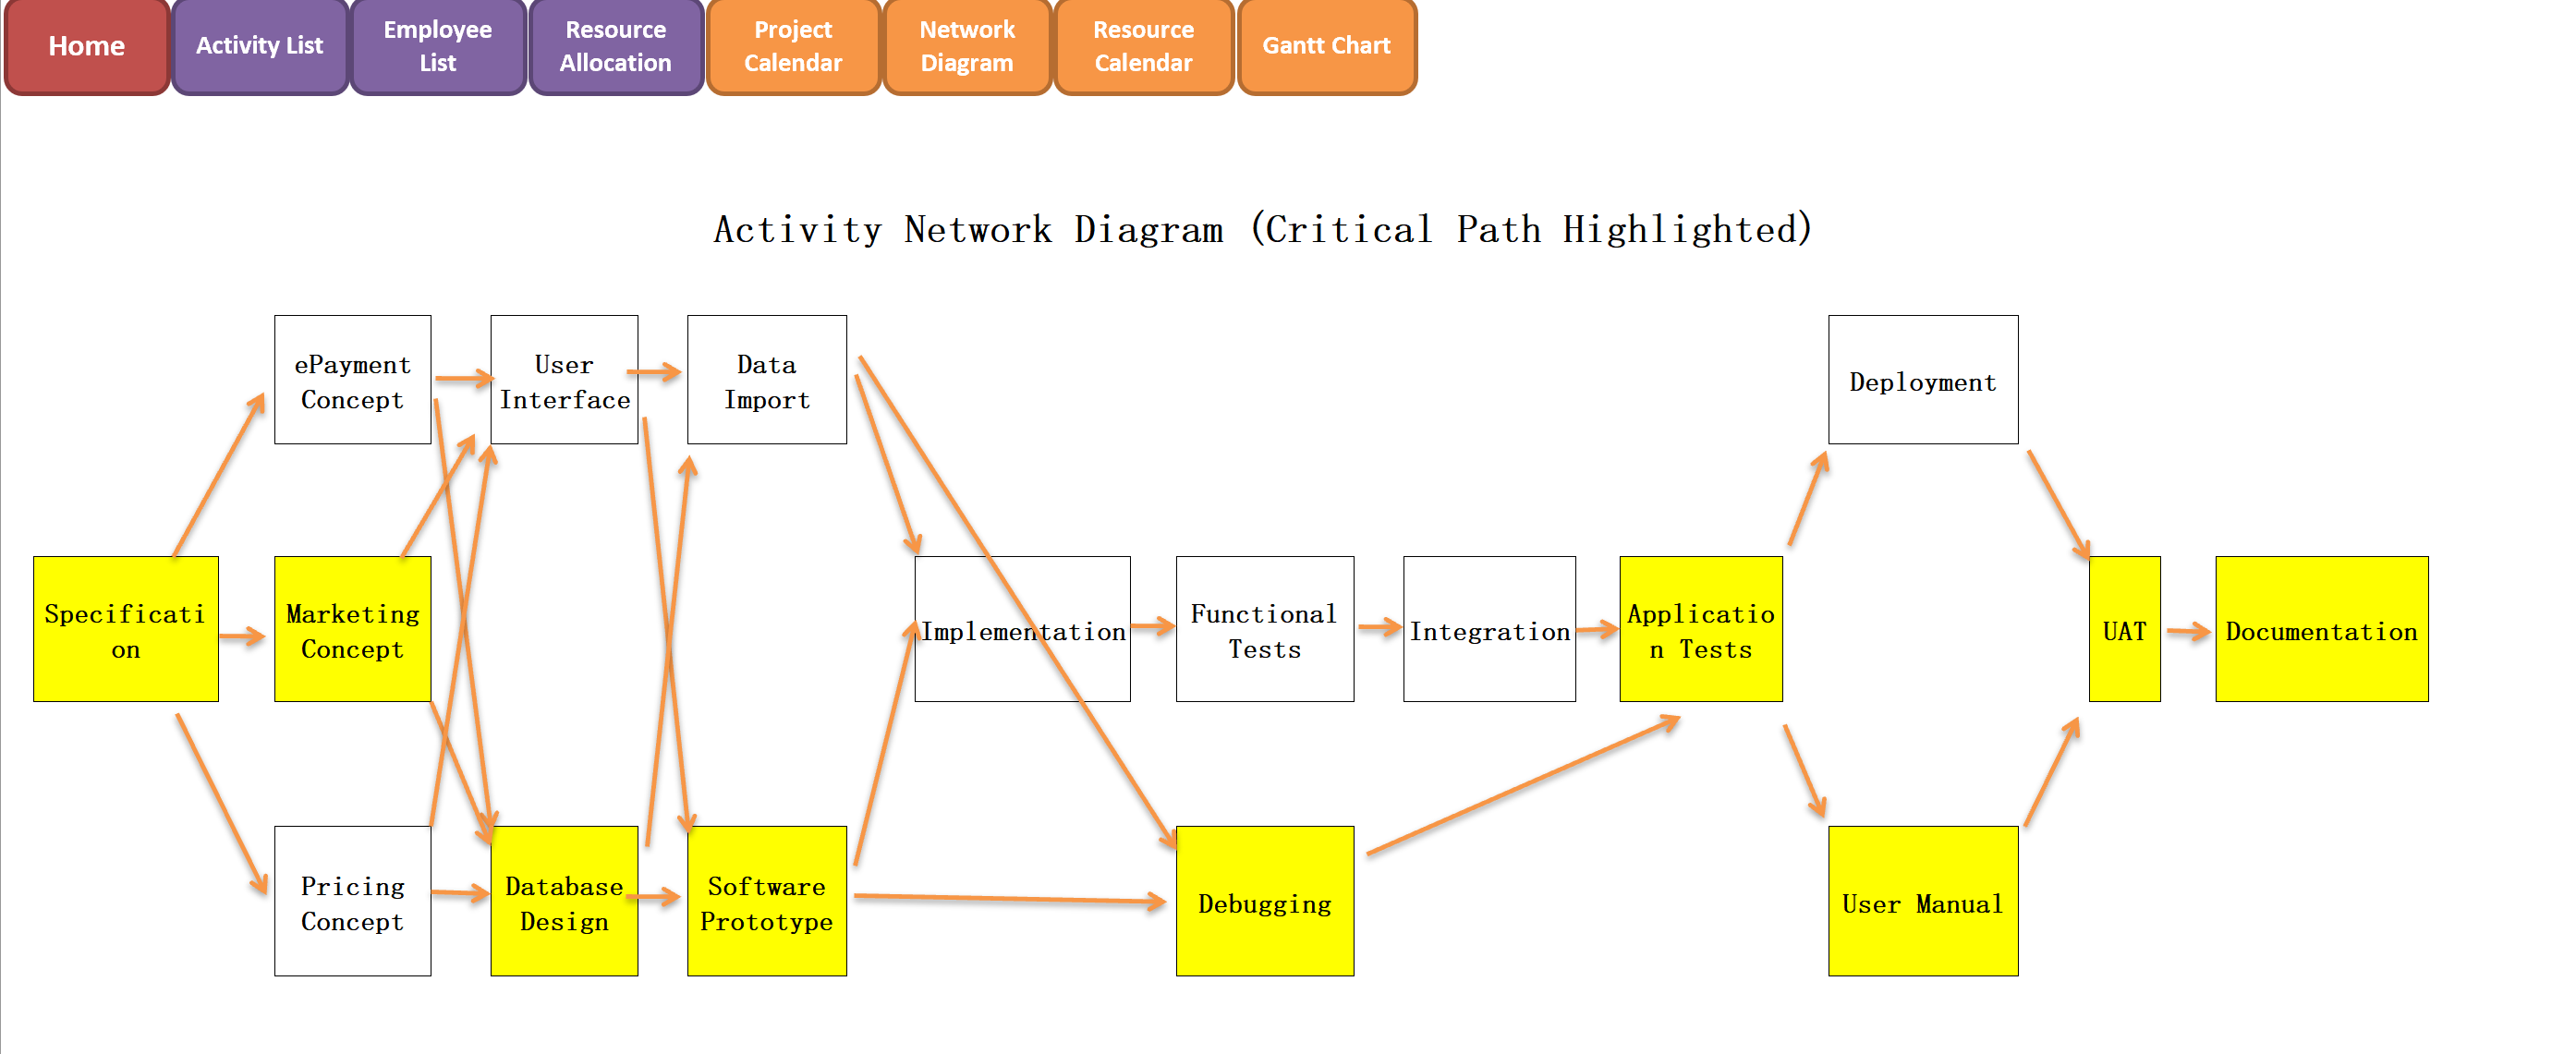 Home
Activity List
Employee
List
Resource
Allocation
Project
Calendar
Network
Diagram
Resource
Calendar
Gantt Chart
Activity Network Diagram (Critical Path Highlighted)
ePayment
Concept
User
Interface
Data
Import
Deployment
Specificati
on
Marketing
Concept
Implementation
Functional
Tests
Integration
Applicatio
n Tests
UAT
Documentation
Pricing
Concept
Database
Design
Software
Prototype
Debugging
User Manual